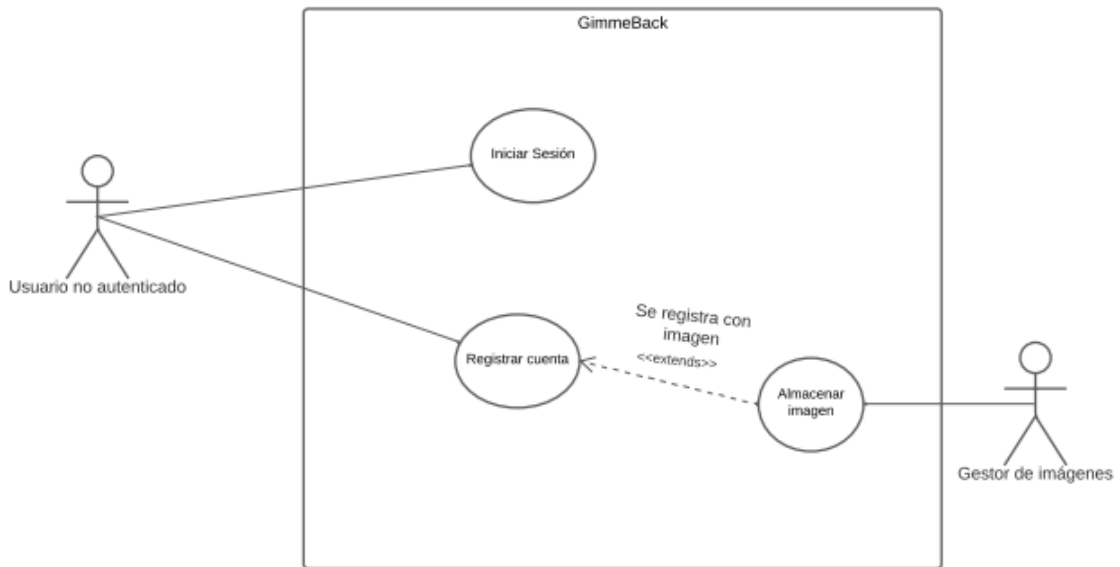 GimmeBack
Iniciar Sesión
Usuario no autenticado
Se registra con
imagen
<<extends>>
Registrar cuenta
Almacenar
imagen
Gestor de imágenes